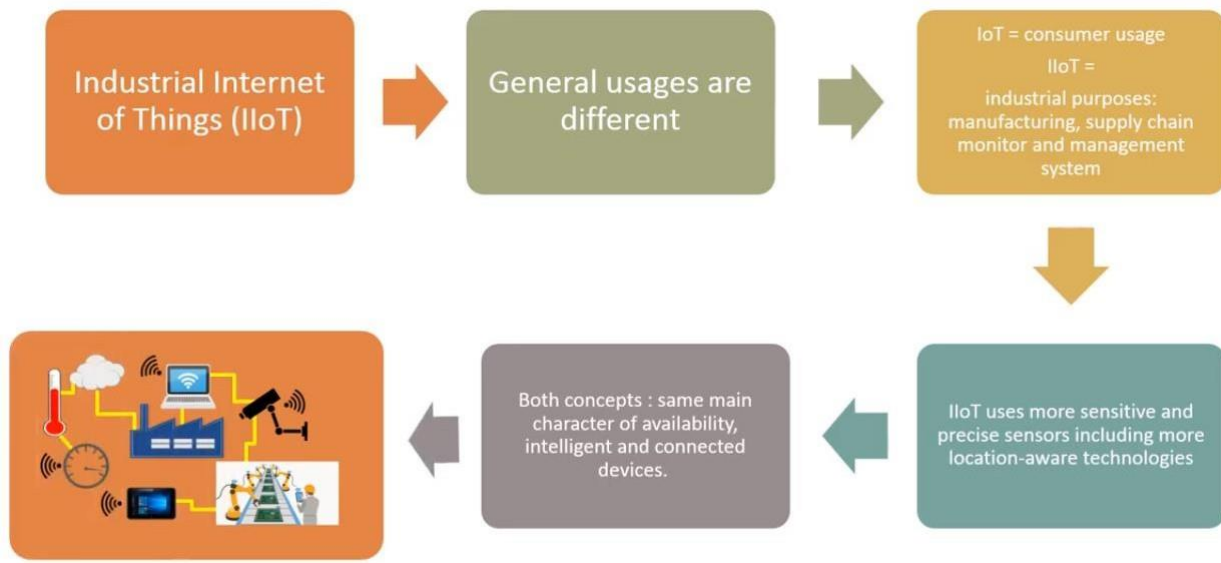 Industrial Internet
of Things (IIoT)
General usages are
different
IoT = consumer usage
IIoT =
industrial purposes:
manufacturing, supply chain
monitor and management
system
IIoT uses more sensitive and
precise sensors including more
location-aware technologies
Both concepts : same main
character of availability,
intelligent and connected
devices.